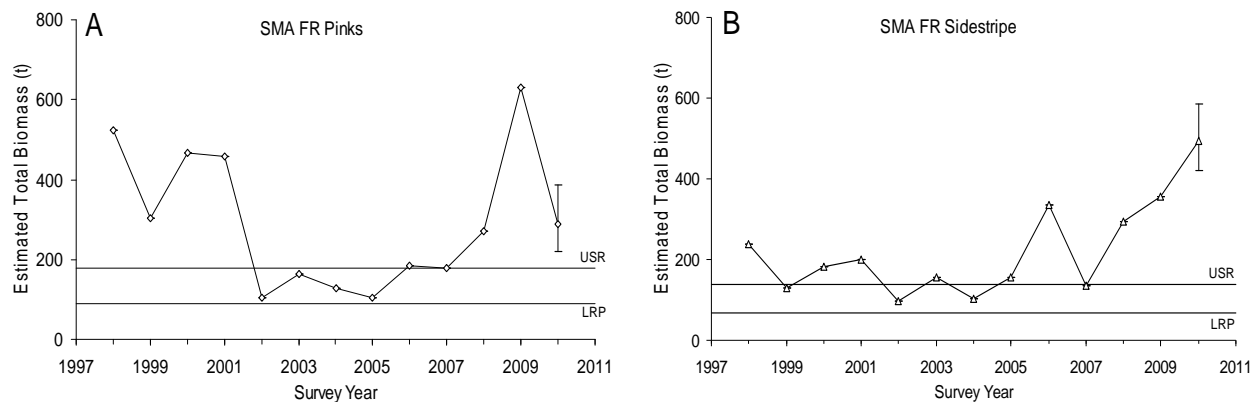 A
SMA FR Pinks
Estimated Total Biomass (t)
800
600
400
200
0
USR
LRP
1997 1999 2001 2003 2005 2007 2009 2011
Survey Year
B
SMA FR Sidestripe
Estimated Total Biomass (t)
800
600
400
200
0
USR
LRP
1997 1999 2001 2003 2005 2007 2009 2011
Survey Year